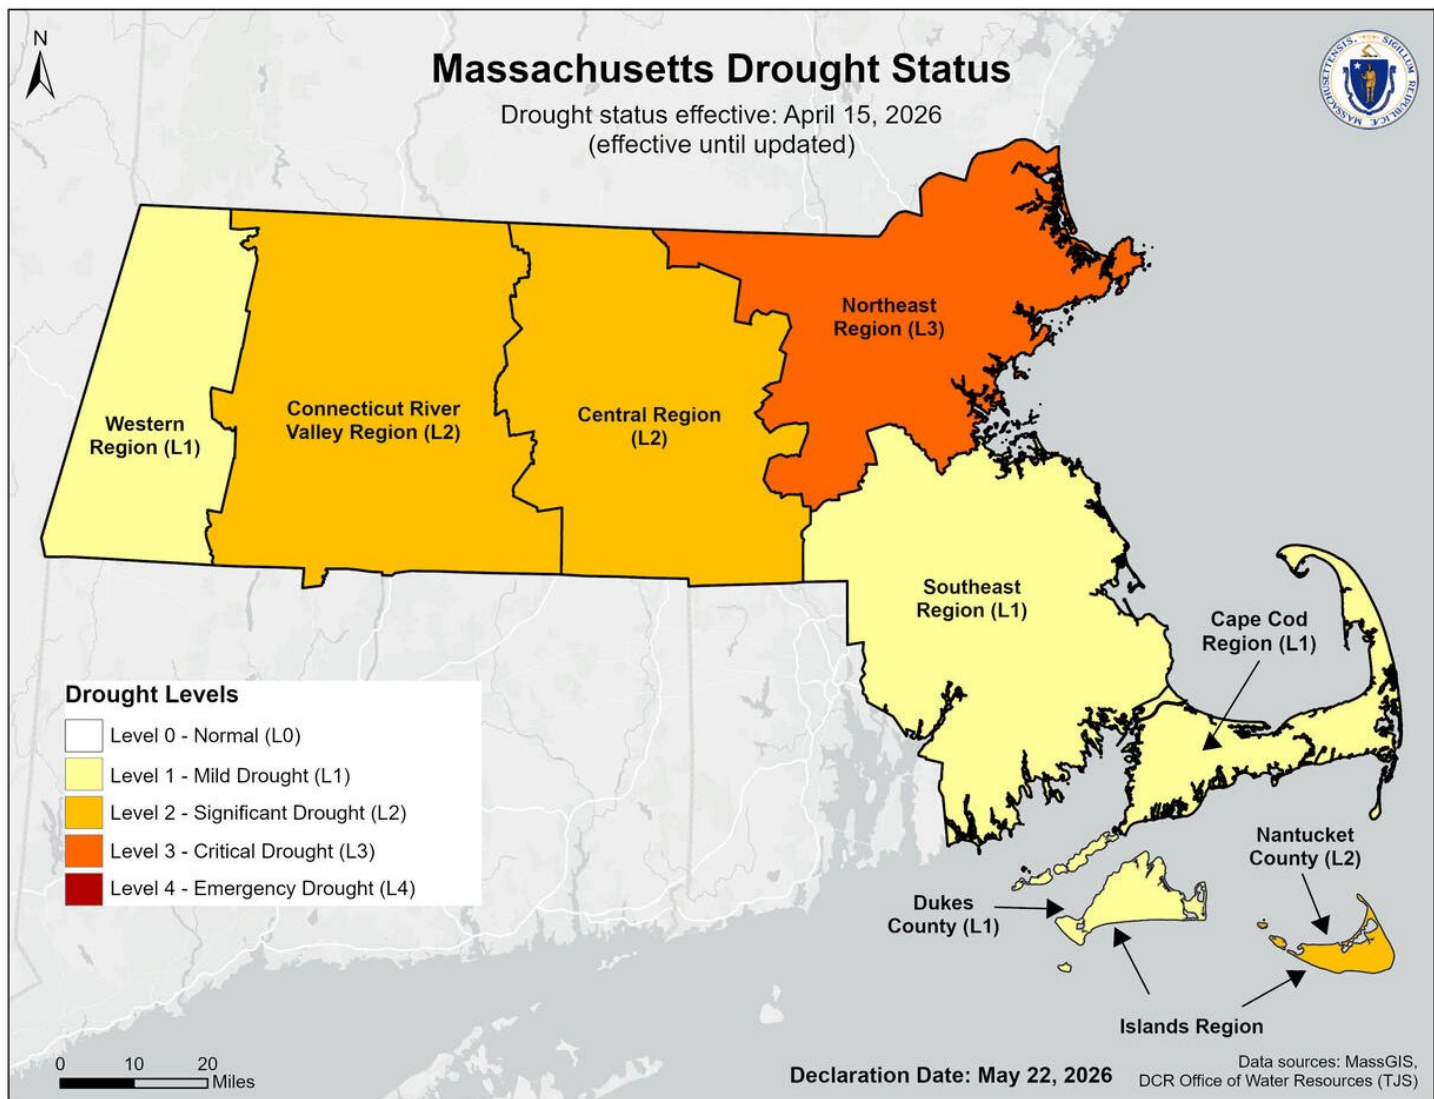 N
Massachusetts Drought Status
Drought status effective: April 15, 2026
(effective until updated)
MASSACHUSETTENSIS. SIGILLUM REIPUBLICÆ
Northeast
Region (L3)
Western
Region (L1)
Connecticut River
Valley Region (L2)
Central Region
(L2)
Southeast
Region (L1)
Cape Cod
Region (L1)
Drought Levels
Level 0 - Normal (L0)
Level 1 - Mild Drought (L1)
Level 2 - Significant Drought (L2)
Level 3 - Critical Drought (L3)
Level 4 - Emergency Drought (L4)
Nantucket
County (L2)
Dukes
County (L1)
Islands Region
0 10 20
Miles
Declaration Date: May 22, 2026
Data sources: MassGIS,
DCR Office of Water Resources (TJS)